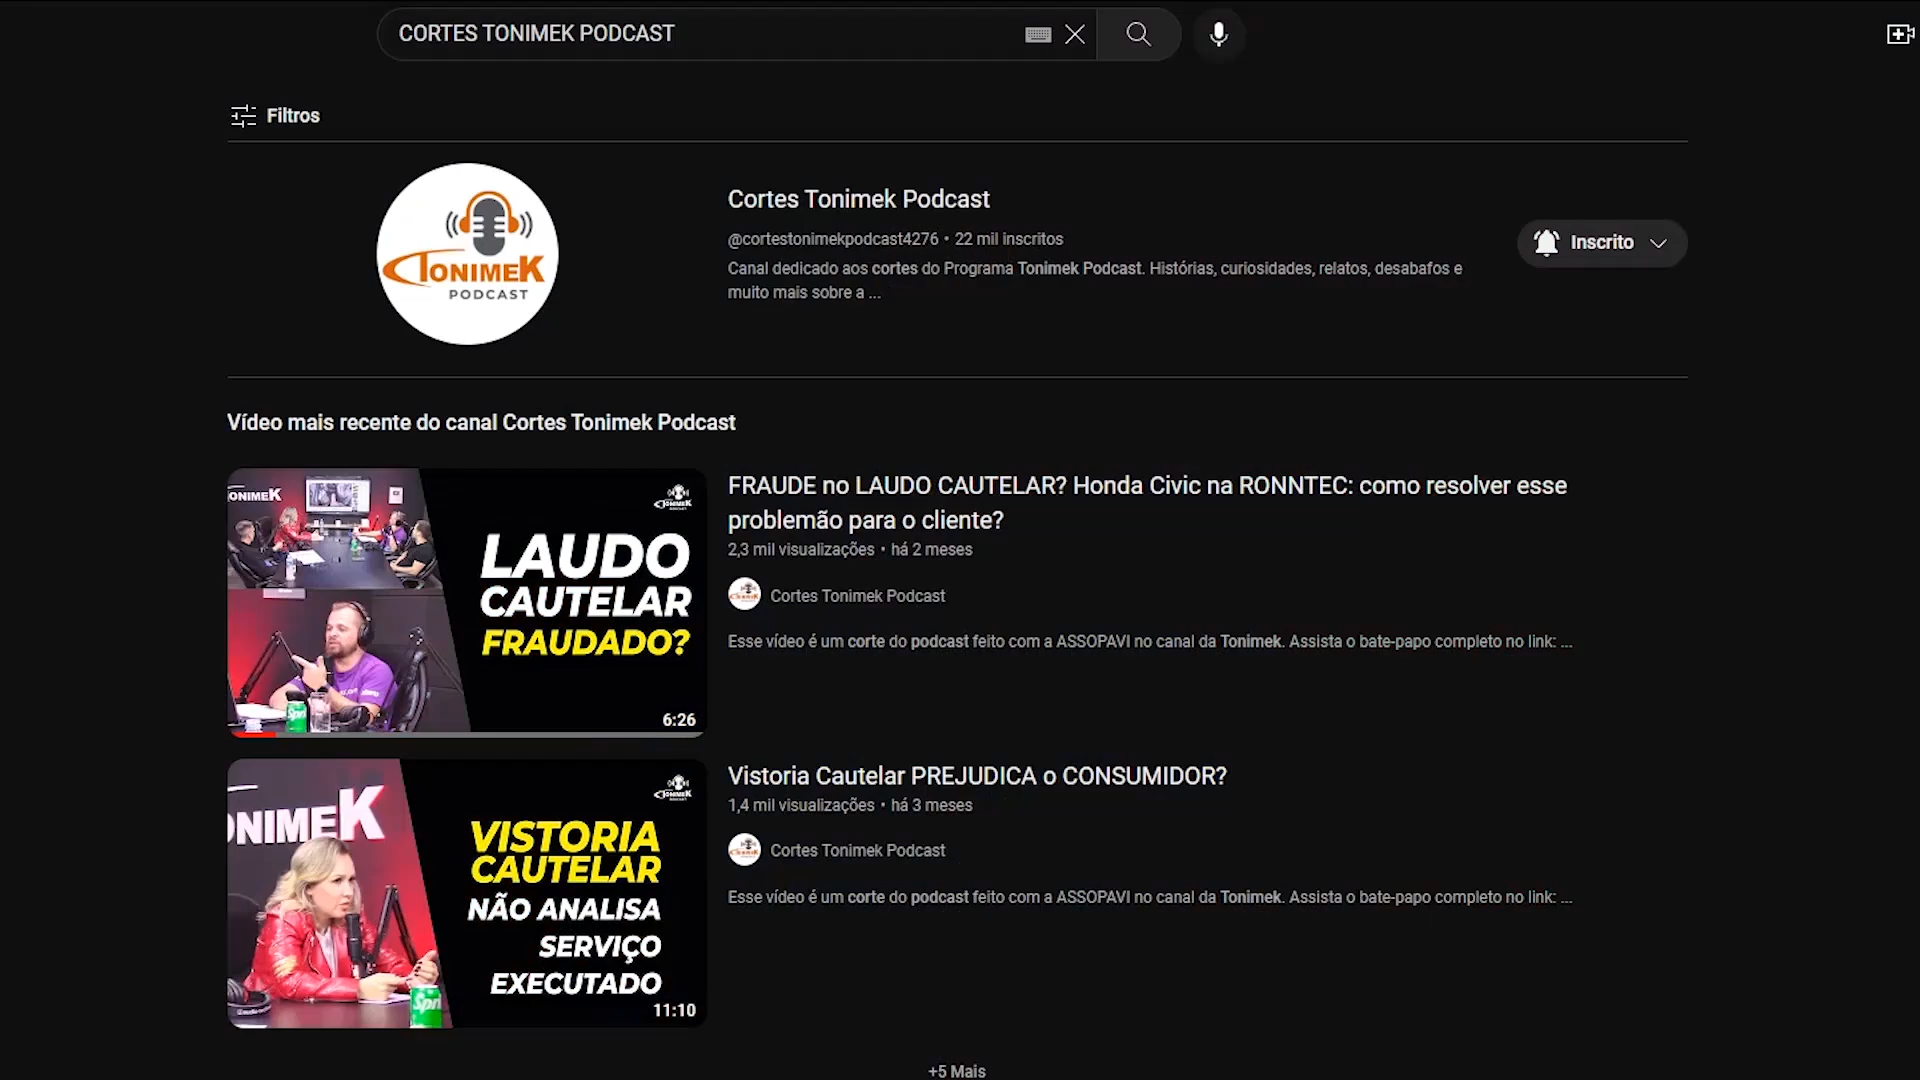 CORTES TONIMEK PODCAST
Filtros
TONIMEK
PODCAST
Cortes Tonimek Podcast
@cortestonimekpodcast4276 • 22 mil inscritos
Canal dedicado aos cortes do Programa Tonimek Podcast. Histórias, curiosidades, relatos, desabafos e
muito mais sobre a ...
Inscrito
Vídeo mais recente do canal Cortes Tonimek Podcast
ONIMEK
TONIMEK
LAUDO
CAUTELAR
FRAUDADO?
6:26
FRAUDE no LAUDO CAUTELAR? Honda Civic na RONNTEC: como resolver esse
problemão para o cliente?
2,3 mil visualizações • há 2 meses
Cortes Tonimek Podcast
Esse vídeo é um corte do podcast feito com a ASSOPAVI no canal da Tonimek. Assista o bate-papo completo no link: ...
ONIMEK
TONIMEK
VISTORIA
CAUTELAR
NÃO ANALISA
SERVIÇO
EXECUTADO
11:10
Vistoria Cautelar PREJUDICA o CONSUMIDOR?
1,4 mil visualizações • há 3 meses
Cortes Tonimek Podcast
Esse vídeo é um corte do podcast feito com a ASSOPAVI no canal da Tonimek. Assista o bate-papo completo no link: ...
+5 Mais